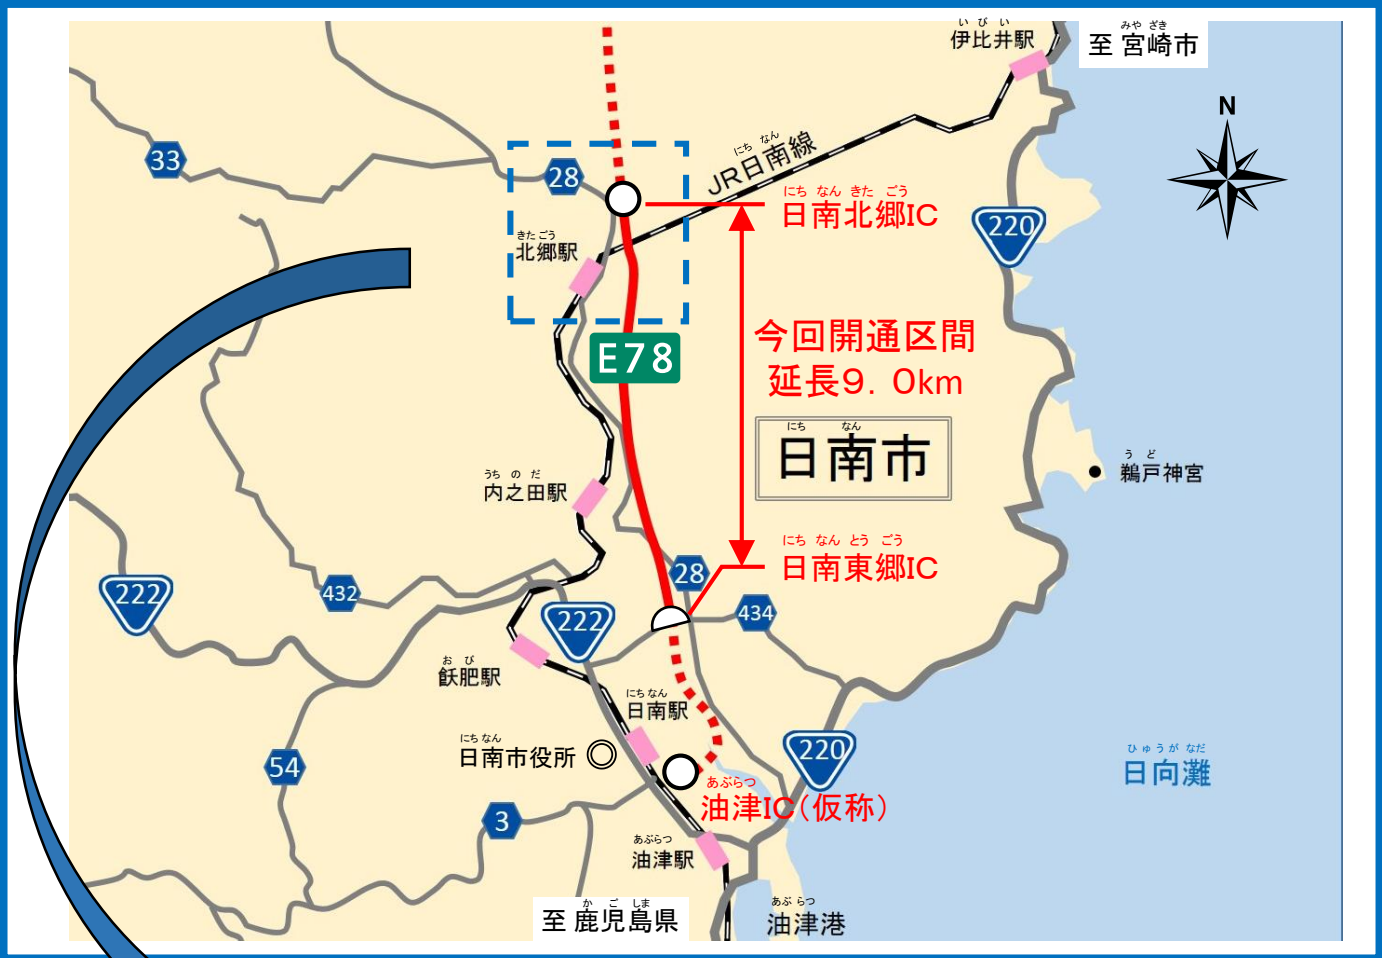 いびい
伊比井駅
みやざき
至 宮崎市
N
33
28
にちなん
JR日南線
にちなんきたごう
日南北郷IC
220
きたごう
北郷駅
E78
今回開通区間
延長9．0km
にちなん
日南市
うど
鵜戸神宮
うちのだ
内之田駅
にちなんとうごう
日南東郷IC
28
222
432
222
434
おび
飫肥駅
にちなん
日南駅
にちなん
日南市役所
220
ひゅうがなだ
日向灘
54
あぶらつ
油津IC（仮称）
3
あぶらつ
油津駅
かごしま
至 鹿児島県
あぶらつ
油津港